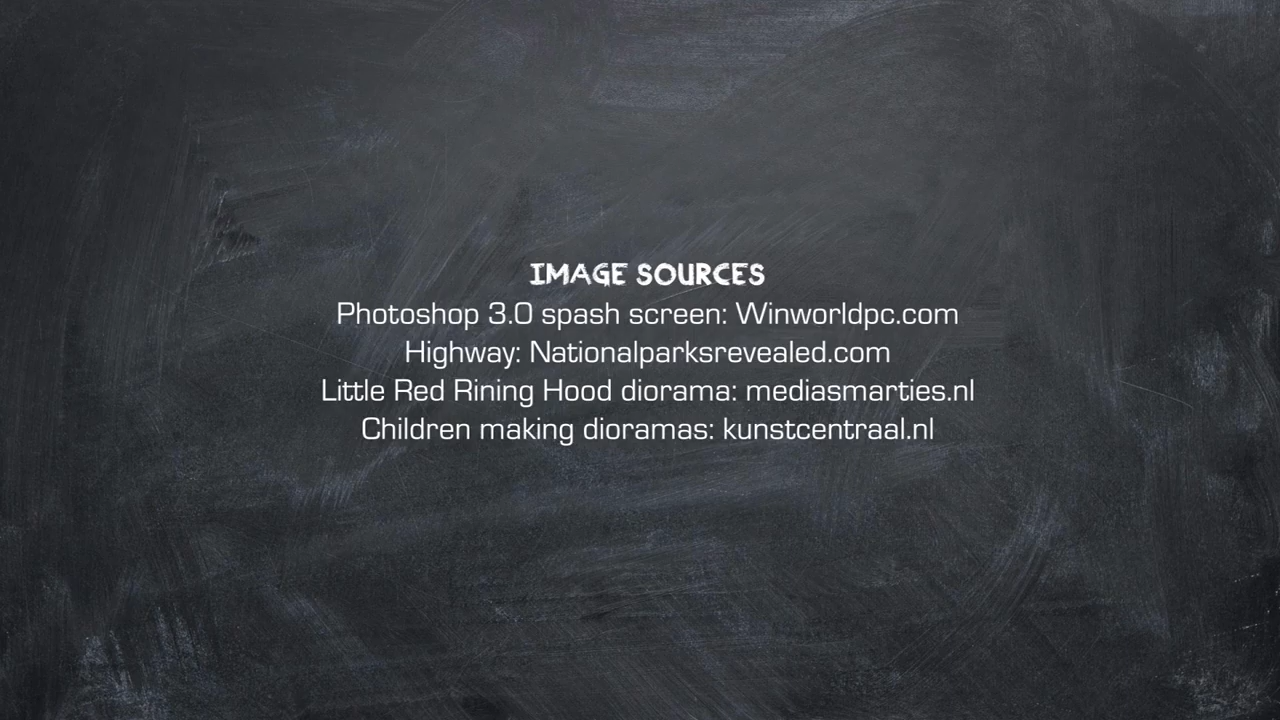 IMAGE SOURCES
Photoshop 3.0 spash screen: Winworldpc.com
Highway: Nationalparksrevealed.com
Little Red Rining Hood diorama: mediasmarties.nl
Children making dioramas: kunstcentraal.nl